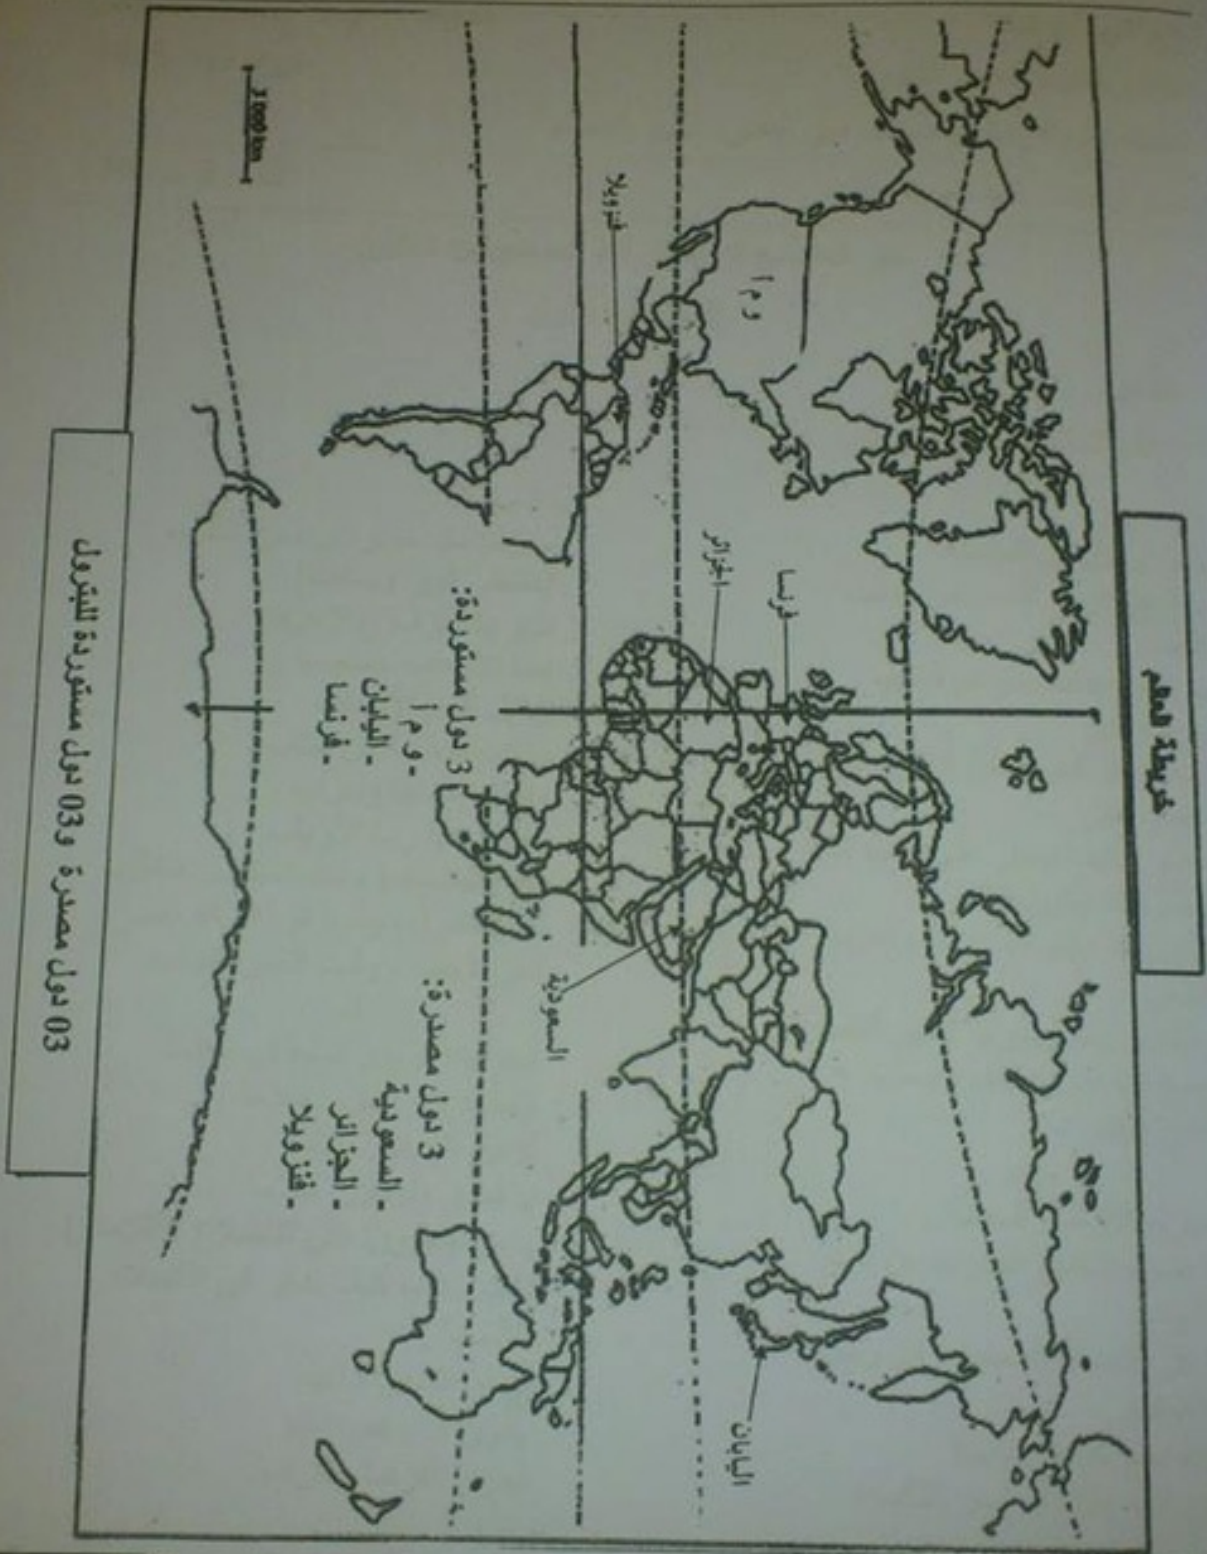 خريطة العالم
و م أ
فنزويلا
فرنسا
الجزائر
السعودية
اليابان
3 دول مستوردة:
- و م أ
- اليابان
- فرنسا
3 دول مصدرة:
- السعودية
- الجزائر
- فنزويلا
03 دول مصدرة و03 دول مستوردة للبترول